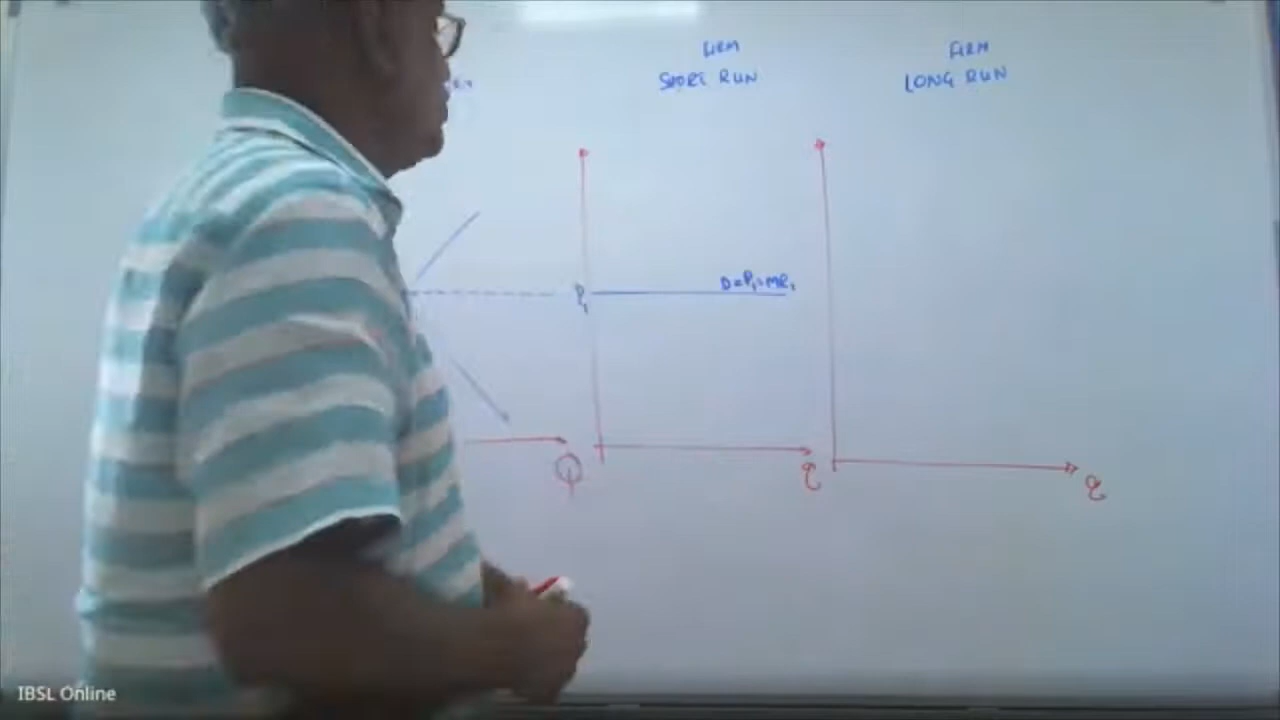 FIRM
SHORT RUN
FIRM
LONG RUN
D=P₁=MR₁
P₁
Q
q
q
IBSL Online